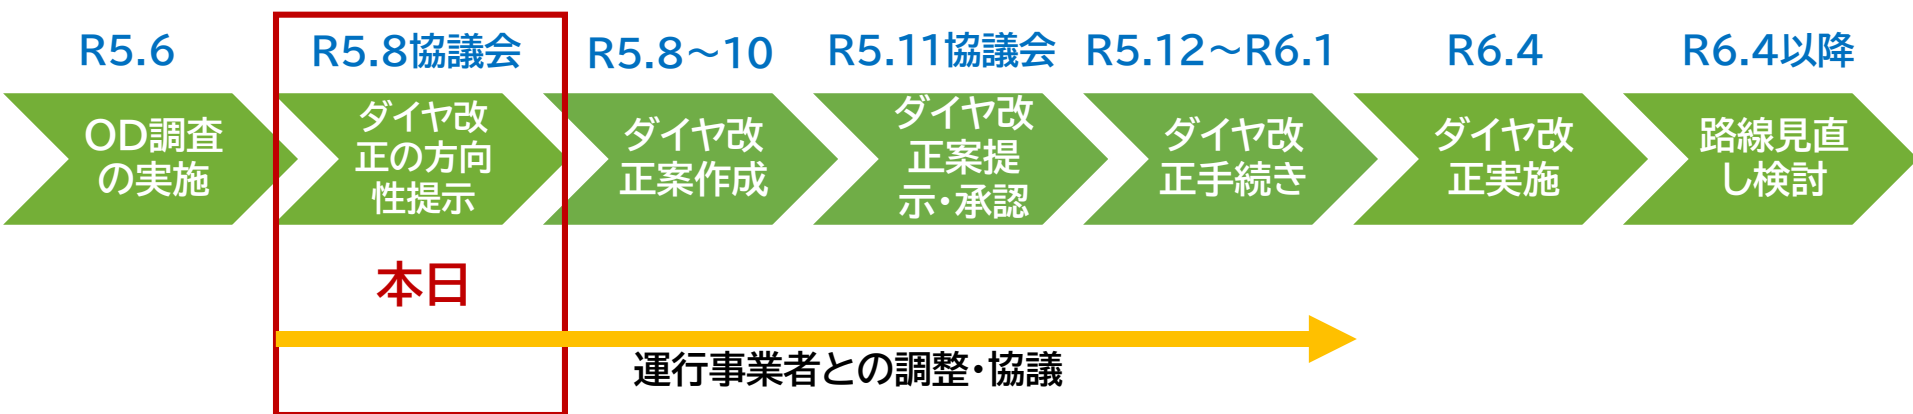 R5.6
R5.8協議会
R5.8～10
R5.11協議会
R5.12～R6.1
R6.4
R6.4以降
OD調査
の実施
ダイヤ改
正の方向
性提示
ダイヤ改
正案作成
ダイヤ改
正案提
示・承認
ダイヤ改
正手続き
ダイヤ改
正実施
路線見直
し検討
本日
運行事業者との調整・協議